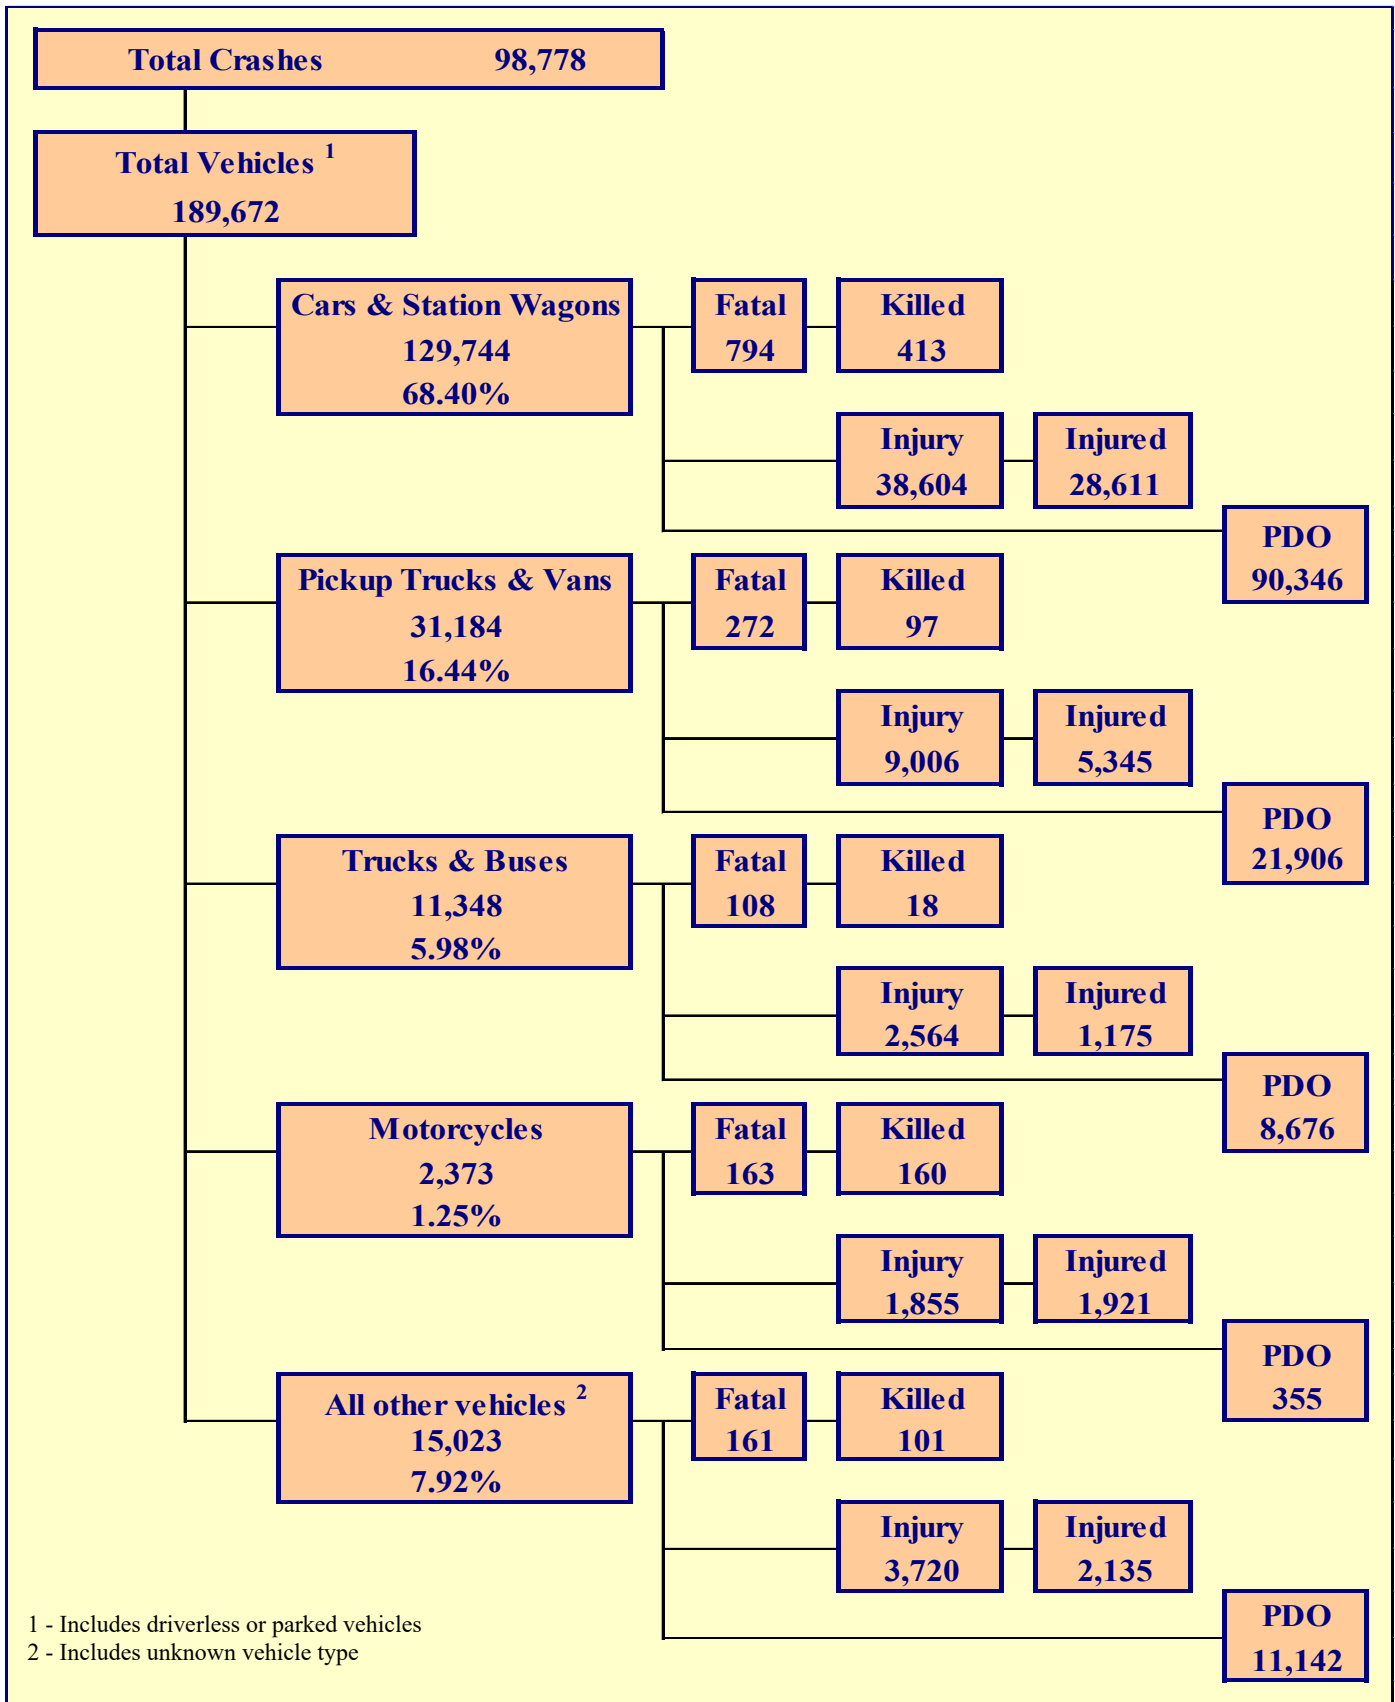 Total Crashes 98,778
Total Vehicles 1
189,672
Cars & Station Wagons
129,744
68.40%
Fatal
794
Killed
413
Injury
38,604
Injured
28,611
PDO
90,346
Pickup Trucks & Vans
31,184
16.44%
Fatal
272
Killed
97
Injury
9,006
Injured
5,345
PDO
21,906
Trucks & Buses
11,348
5.98%
Fatal
108
Killed
18
Injury
2,564
Injured
1,175
PDO
8,676
Motorcycles
2,373
1.25%
Fatal
163
Killed
160
Injury
1,855
Injured
1,921
PDO
355
All other vehicles 2
15,023
7.92%
Fatal
161
Killed
101
Injury
3,720
Injured
2,135
PDO
11,142
1 - Includes driverless or parked vehicles
2 - Includes unknown vehicle type